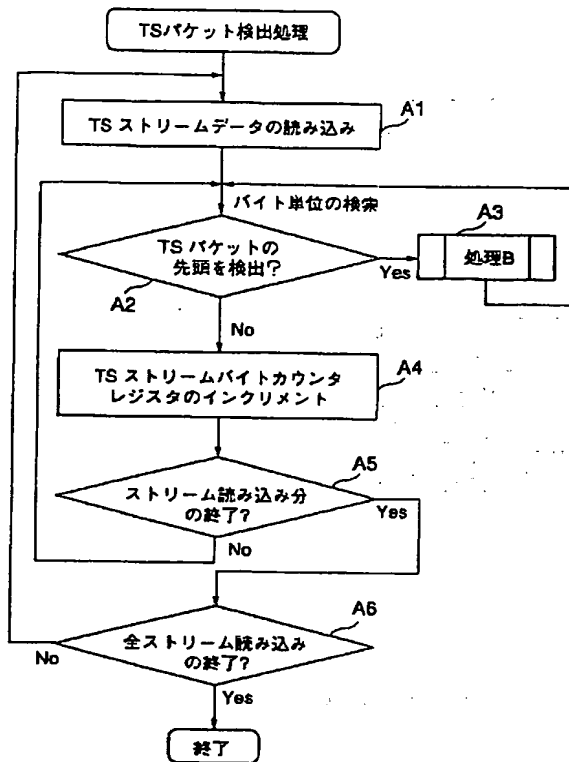 TSパケット検出処理
A1
TS ストリームデータの読み込み
バイト単位の検索
A3
TS パケットの
先頭を検出?
処理B
Yes
A2
No
A4
TS ストリームバイトカウンタ
レジスタのインクリメント
A5
ストリーム読み込み分
の終了?
Yes
No
A6
全ストリーム読み込み
の終了?
No
Yes
終了